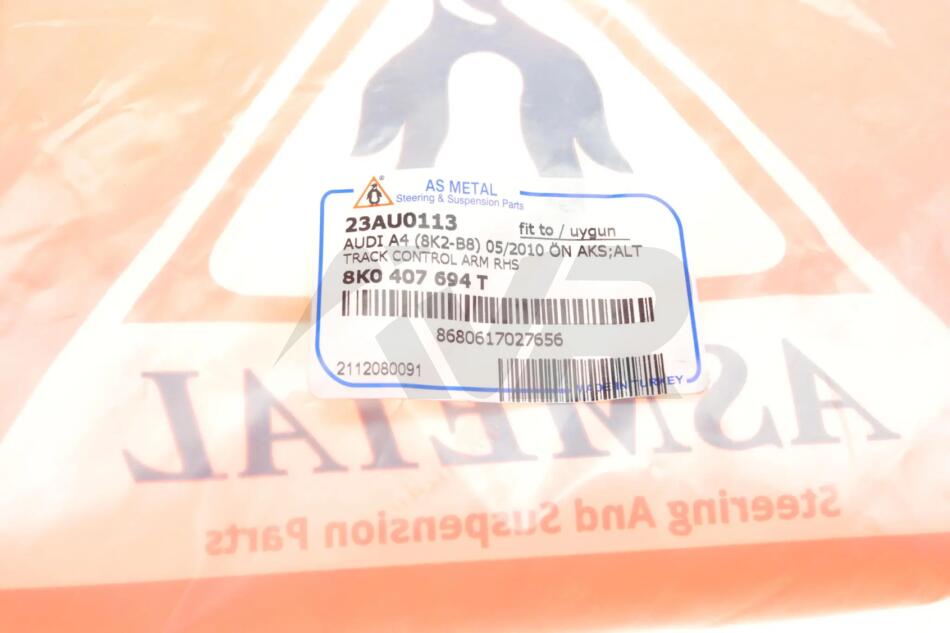 AS METAL
Steering & Suspension Parts
23AU0113 fit to / uygun
AUDI A4 (8K2-B8) 05/2010 ÖN AKS;ALT
TRACK CONTROL ARM RHS
8K0 407 694 T
8680617027656
2112080091
MADE IN TURKEY
ASMETAL
Steering And Suspension Parts